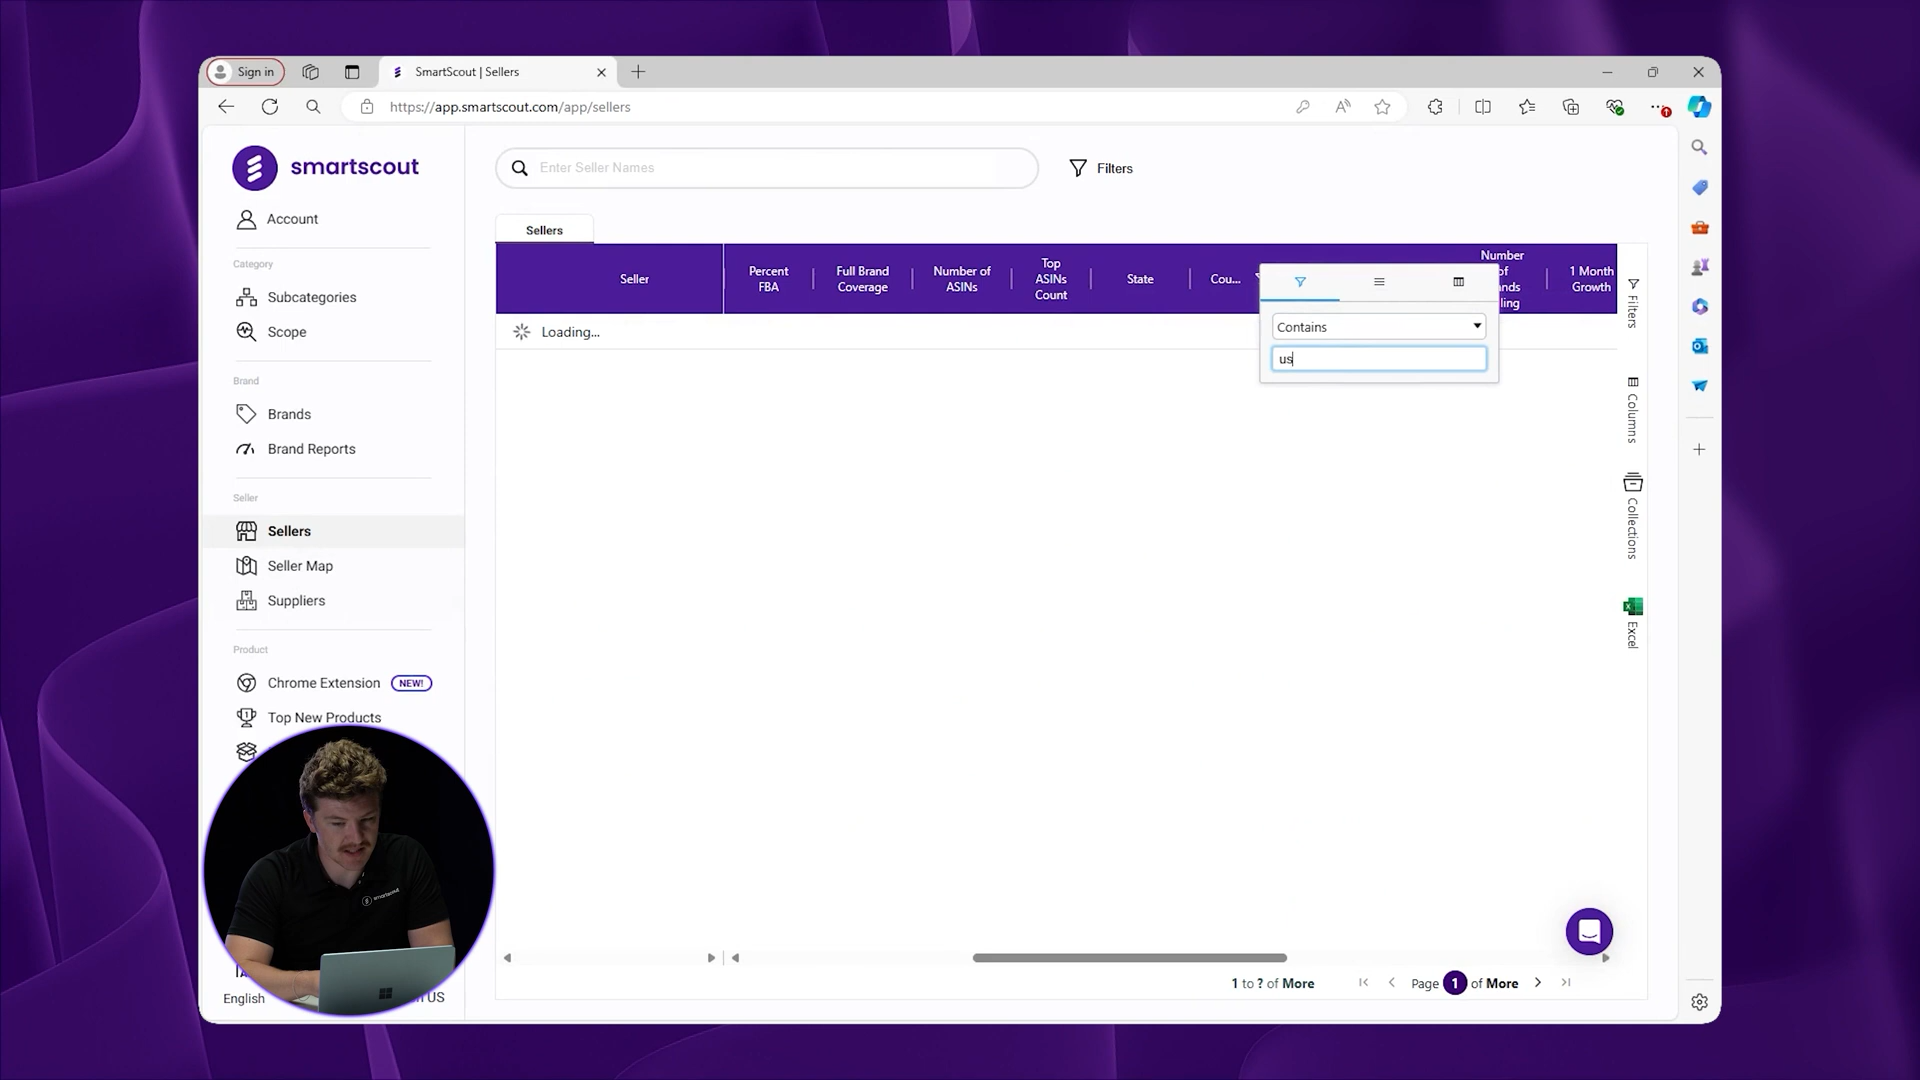 Sign in
SmartScout | Sellers
https://app.smartscout.com/app/sellers
smartscout
Enter Seller Names
Filters
Account
Category
Subcategories
Scope
Brand
Brands
Brand Reports
Seller
Sellers
Seller Map
Suppliers
Product
Chrome Extension NEW!
Top New Products
English
US
Sellers
Seller
Percent FBA
Full Brand Coverage
Number of ASINs
Top ASINs Count
State
Cou...
Number
1 Month Growth
Loading...
Contains
us
Filters
Columns
Collections
Excel
smartscout
1 to ? of More
Page 1 of More